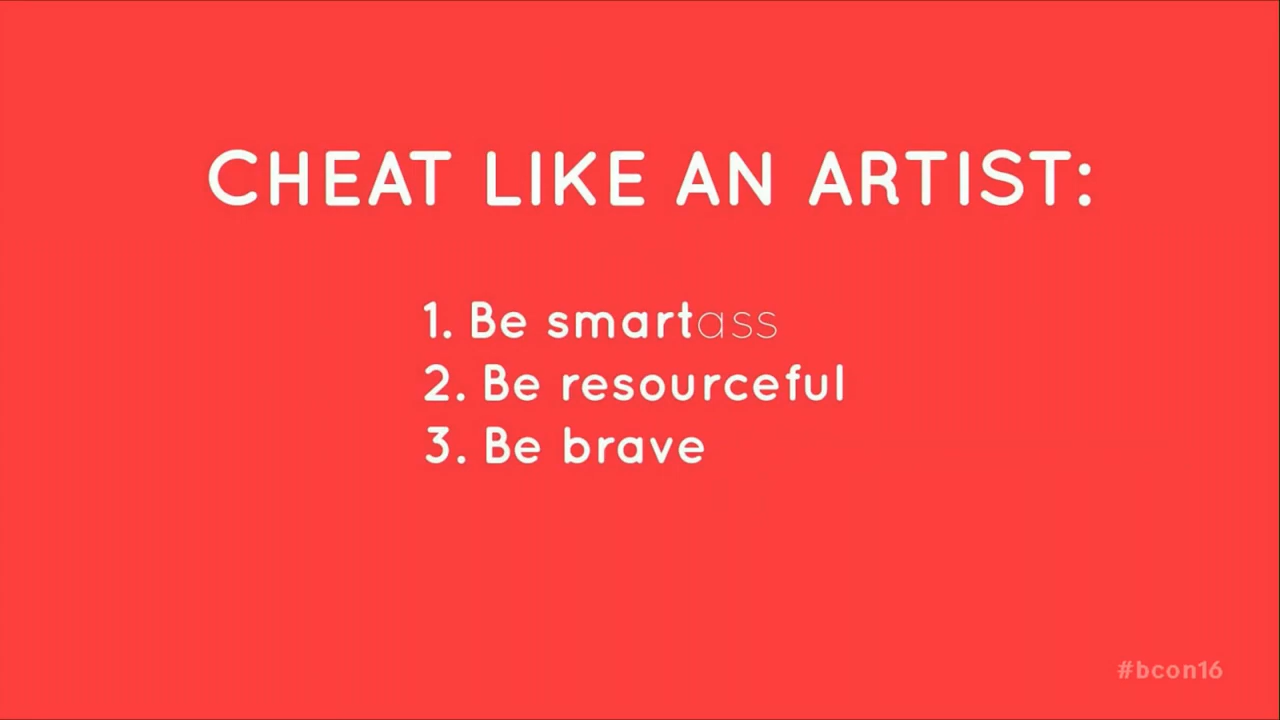 CHEAT LIKE AN ARTIST:
1. Be smartass
2. Be resourceful
3. Be brave
#bcon16